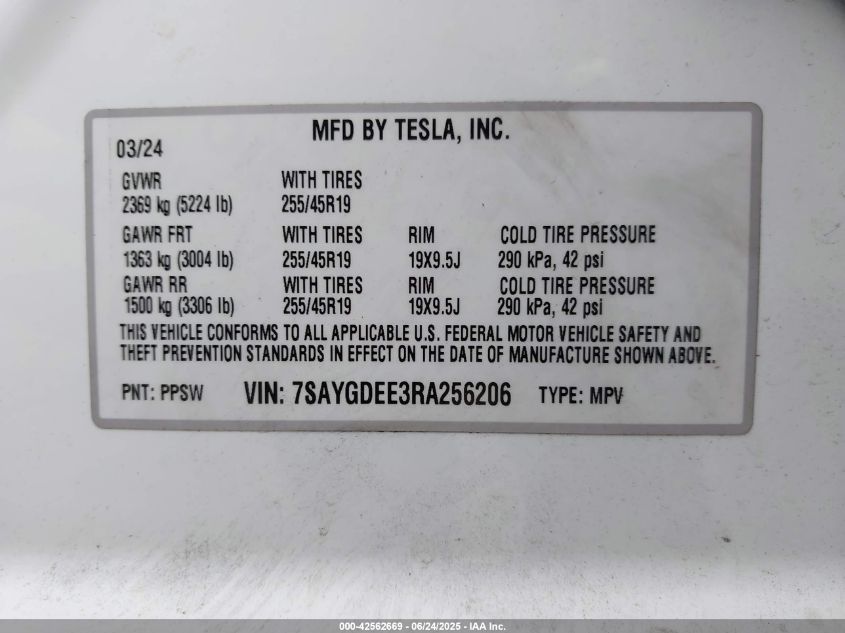 MFD BY TESLA, INC.
03/24
GVWR WITH TIRES
2369 kg (5224 lb) 255/45R19
GAWR FRT WITH TIRES RIM COLD TIRE PRESSURE
1363 kg (3004 lb) 255/45R19 19X9.5J 290 kPa, 42 psi
GAWR RR WITH TIRES RIM COLD TIRE PRESSURE
1500 kg (3306 lb) 255/45R19 19X9.5J 290 kPa, 42 psi
THIS VEHICLE CONFORMS TO ALL APPLICABLE U.S. FEDERAL MOTOR VEHICLE SAFETY AND
THEFT PREVENTION STANDARDS IN EFFECT ON THE DATE OF MANUFACTURE SHOWN ABOVE.
PNT: PPSW VIN: 7SAYGDEE3RA256206 TYPE: MPV
000-42562669 - 06/24/2025 - IAA Inc.